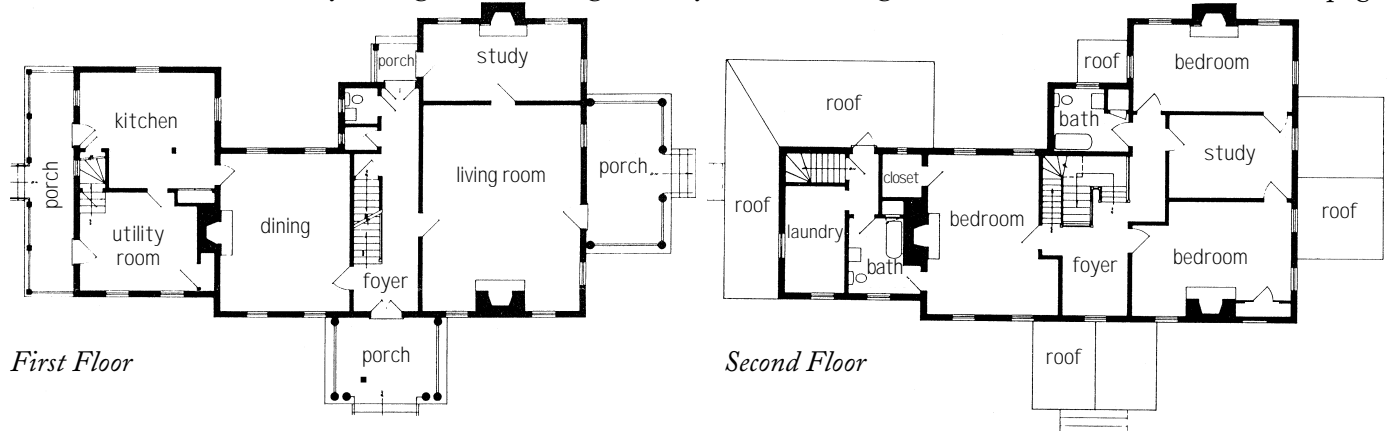 study
porch
kitchen
living room
porch
porch
dining
utility
room
foyer
porch
First Floor
bedroom
roof
roof
bath
study
closet
roof
bedroom
roof
laundry
bath
foyer
bedroom
roof
Second Floor